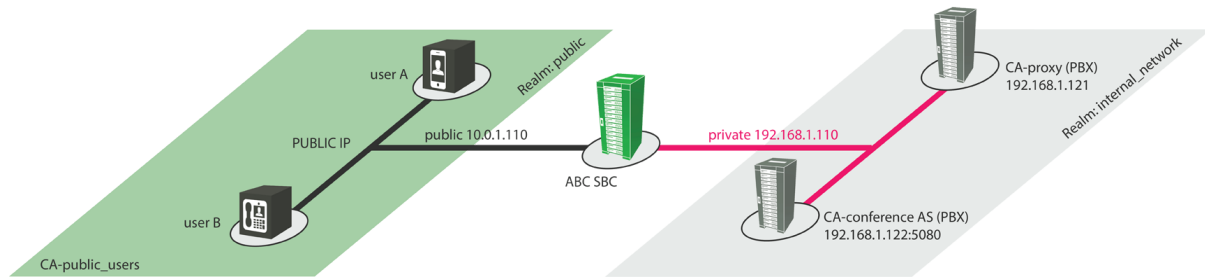 user A
Realm: public
PUBLIC IP
public 10.0.1.110
user B
CA-public_users
ABC SBC
private 192.168.1.110
CA-proxy (PBX)
192.168.1.121
Realm: internal_network
CA-conference AS (PBX)
192.168.1.122:5080